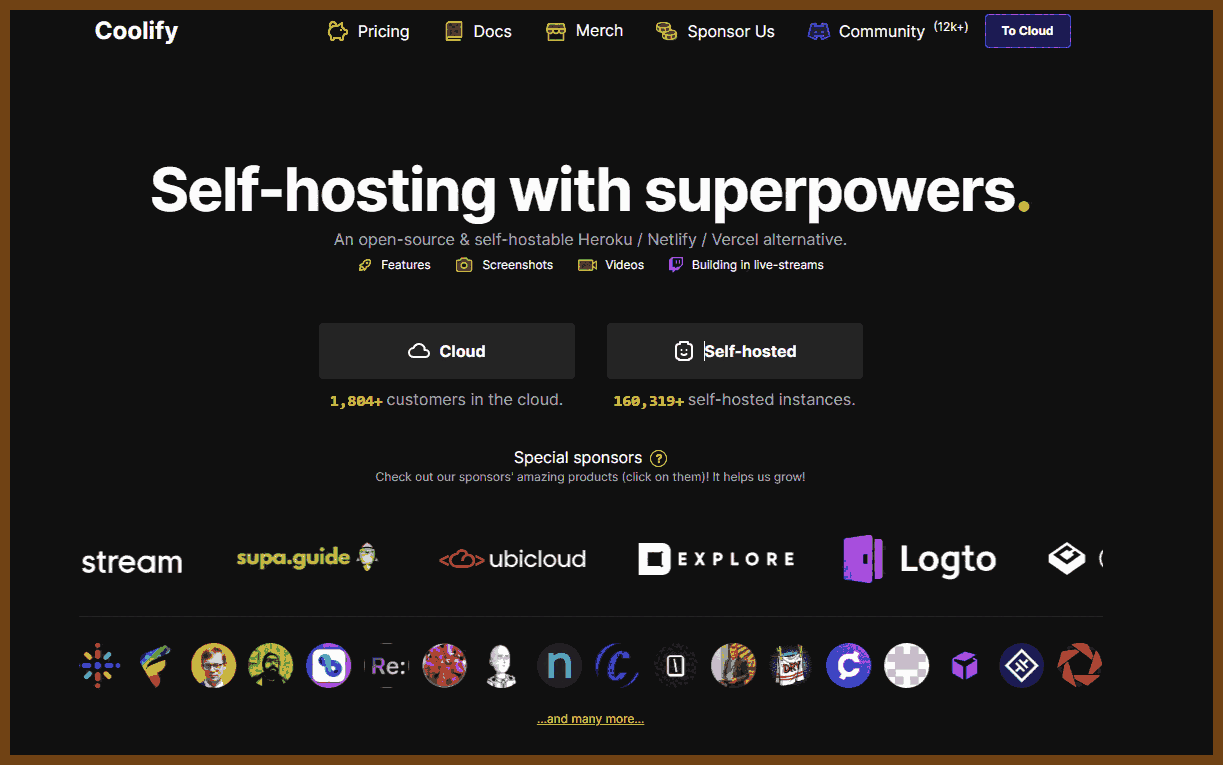 Coolify Pricing Docs Merch Sponsor Us Community (12k+) To Cloud
Self-hosting with superpowers.
An open-source & self-hostable Heroku / Netlify / Vercel alternative.
Features Screenshots Videos Building in live-streams
Cloud Self-hosted
1,804+ customers in the cloud. 160,319+ self-hosted instances.
Special sponsors ?
Check out our sponsors' amazing products (click on them)! It helps us grow!
stream supa.guide <> ubicloud EXPLORE Logto
Re: n C C
...and many more...